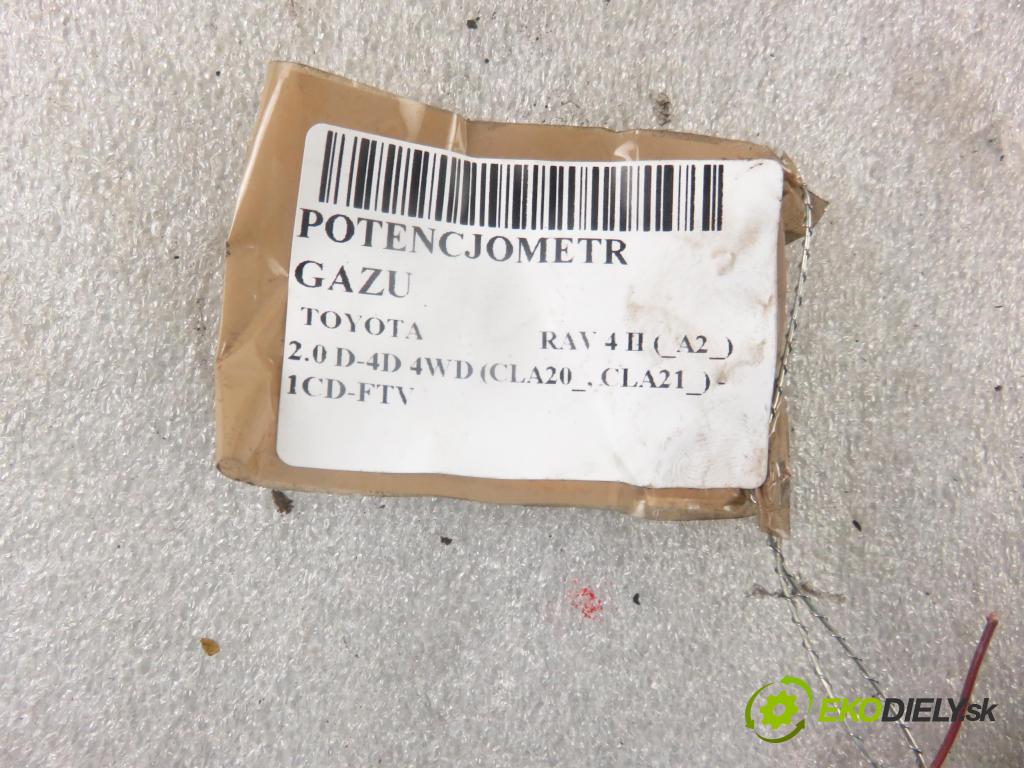 POTENCJOMETR
GAZU
TOYOTA RAV 4 II (_A2_)
2.0 D-4D 4WD (CLA20_, CLA21_) -
1CD-FTV
EKODIELY.sk